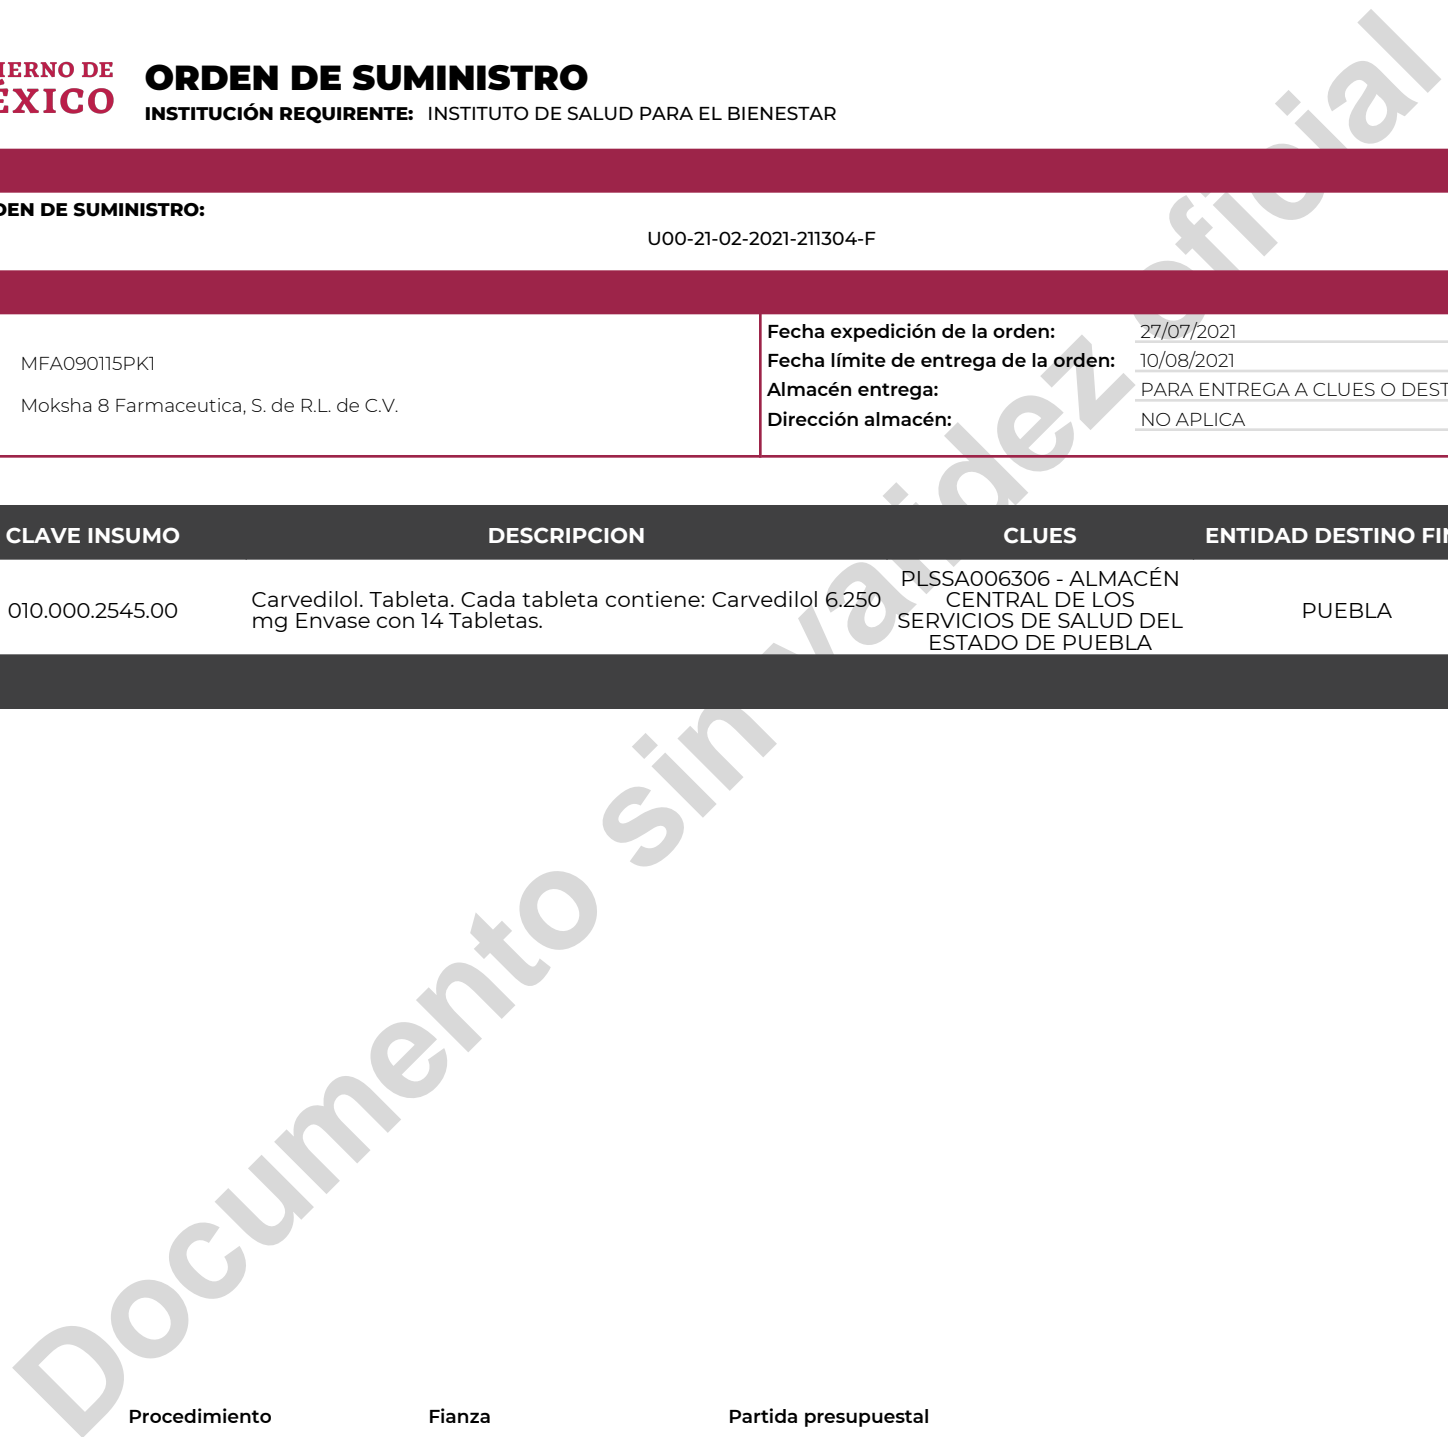 IERNO DE
ÉXICO
ORDEN DE SUMINISTRO
INSTITUCIÓN REQUIRENTE: INSTITUTO DE SALUD PARA EL BIENESTAR
DEN DE SUMINISTRO:
U00-21-02-2021-211304-F
MFA090115PK1
Moksha 8 Farmaceutica, S. de R.L. de C.V.
Fecha expedición de la orden: 27/07/2021
Fecha límite de entrega de la orden: 10/08/2021
Almacén entrega: PARA ENTREGA A CLUES O DEST
Dirección almacén: NO APLICA
CLAVE INSUMO DESCRIPCION CLUES ENTIDAD DESTINO FIN
010.000.2545.00
Carvedilol. Tableta. Cada tableta contiene: Carvedilol 6.250
mg Envase con 14 Tabletas.
PLSSA006306 - ALMACÉN
CENTRAL DE LOS
SERVICIOS DE SALUD DEL
ESTADO DE PUEBLA
PUEBLA
Documento sin validez oficial
Procedimiento Fianza Partida presupuestal